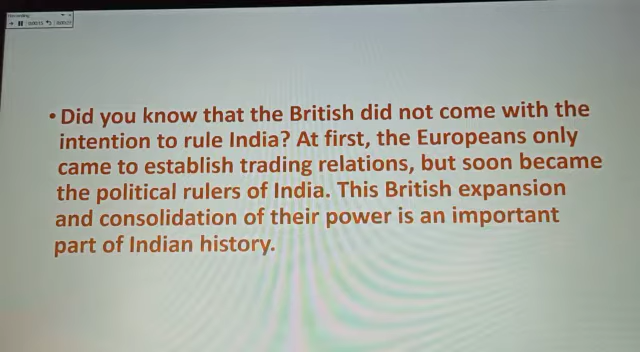 • Did you know that the British did not come with the
intention to rule India? At first, the Europeans only
came to establish trading relations, but soon became
the political rulers of India. This British expansion
and consolidation of their power is an important
part of Indian history.